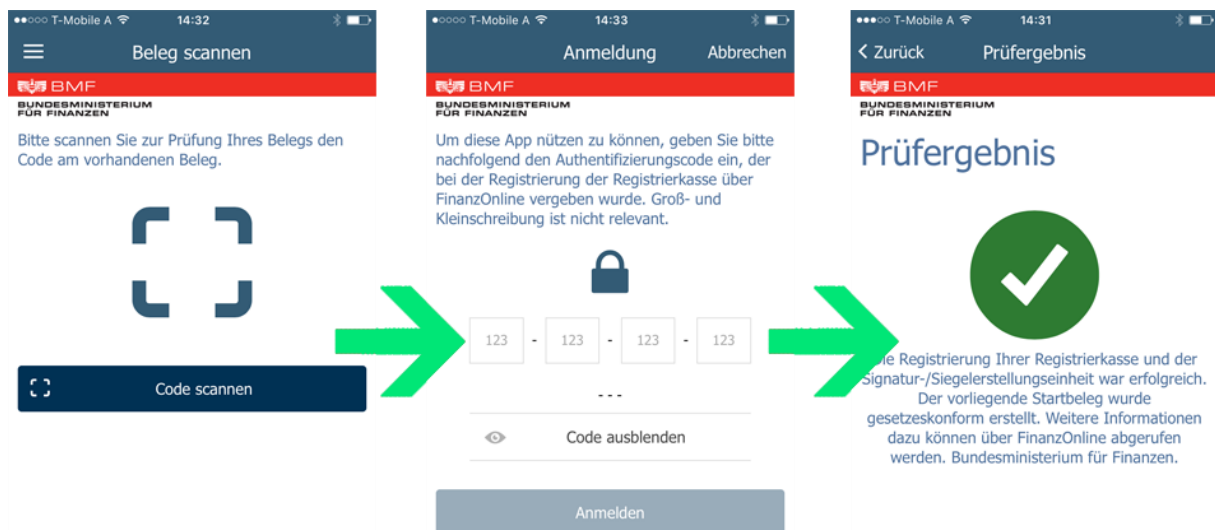 T-Mobile A 14:32
Beleg scannen
BMF
BUNDESMINISTERIUM
FÜR FINANZEN
Bitte scannen Sie zur Prüfung Ihres Belegs den
Code am vorhandenen Beleg.
Code scannen
T-Mobile A 14:33
Anmeldung Abbrechen
BMF
BUNDESMINISTERIUM
FÜR FINANZEN
Um diese App nützen zu können, geben Sie bitte
nachfolgend den Authentifizierungscode ein, der
bei der Registrierung der Registrierkasse über
FinanzOnline vergeben wurde. Groß- und
Kleinschreibung ist nicht relevant.
123 - 123 - 123 - 123
---
Code ausblenden
Anmelden
T-Mobile A 14:31
Zurück Prüfergebnis
BMF
BUNDESMINISTERIUM
FÜR FINANZEN
Prüfergebnis
Registrierung Ihrer Registrierkasse und der
Signatur-/Siegelerstellungseinheit war erfolgreich.
Der vorliegende Startbeleg wurde
gesetzeskonform erstellt. Weitere Informationen
dazu können über FinanzOnline abgerufen
werden. Bundesministerium für Finanzen.